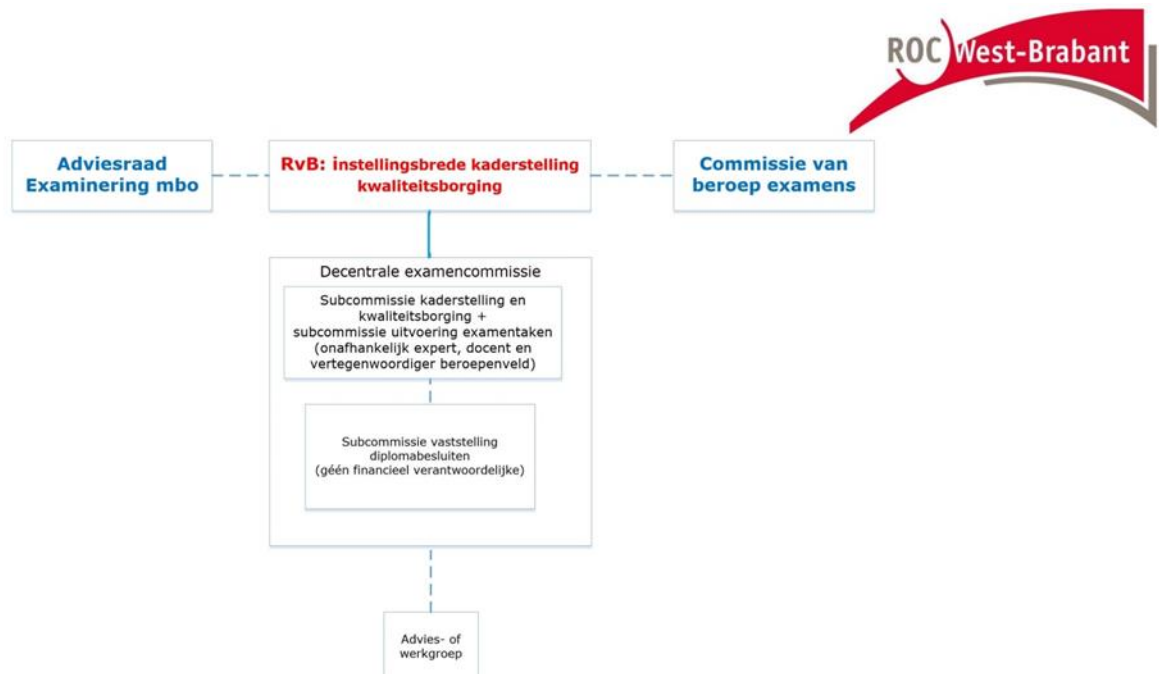 ROC West-Brabant
Adviesraad
Examinering mbo
RvB: instellingsbrede kaderstelling
kwaliteitsborging
Commissie van
beroep examens
Decentrale examencommissie
Subcommissie kaderstelling en
kwaliteitsborging +
subcommissie uitvoering examentaken
(onafhankelijk expert, docent en
vertegenwoordiger beroepenveld)
Subcommissie vaststelling
diplomabesluiten
(géén financieel verantwoordelijke)
Advies- of
werkgroep